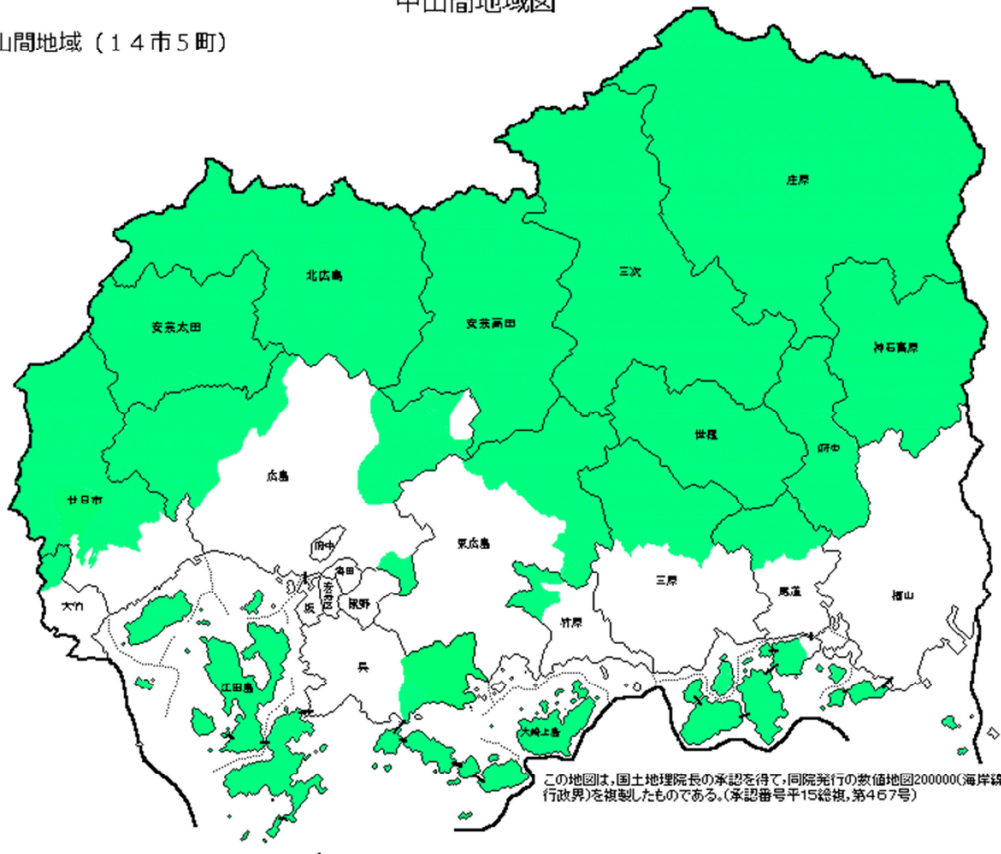 中山間地域図
山間地域（１４市５町）
庄原
北広島
三次
安芸太田
安芸高田
神石高原
世羅
府中
広島
廿日市
東広島
府中
海田
安芸区
三原
大竹
坂
熊野
尾道
福山
竹原
呉
江田島
大崎上島
この地図は,国土地理院長の承認を得て,同院発行の数値地図200000(海岸線
行政界)を複製したものである。(承認番号平15総複,第467号)